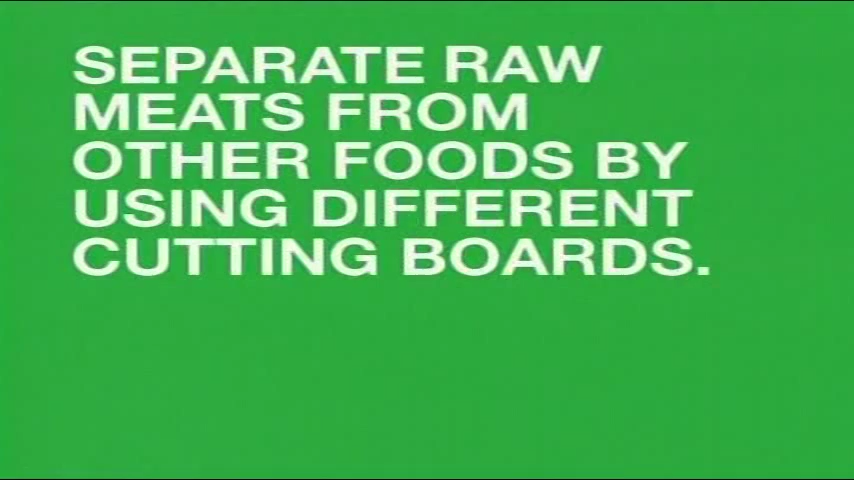 SEPARATE RAW
MEATS FROM
OTHER FOODS BY
USING DIFFERENT
CUTTING BOARDS.